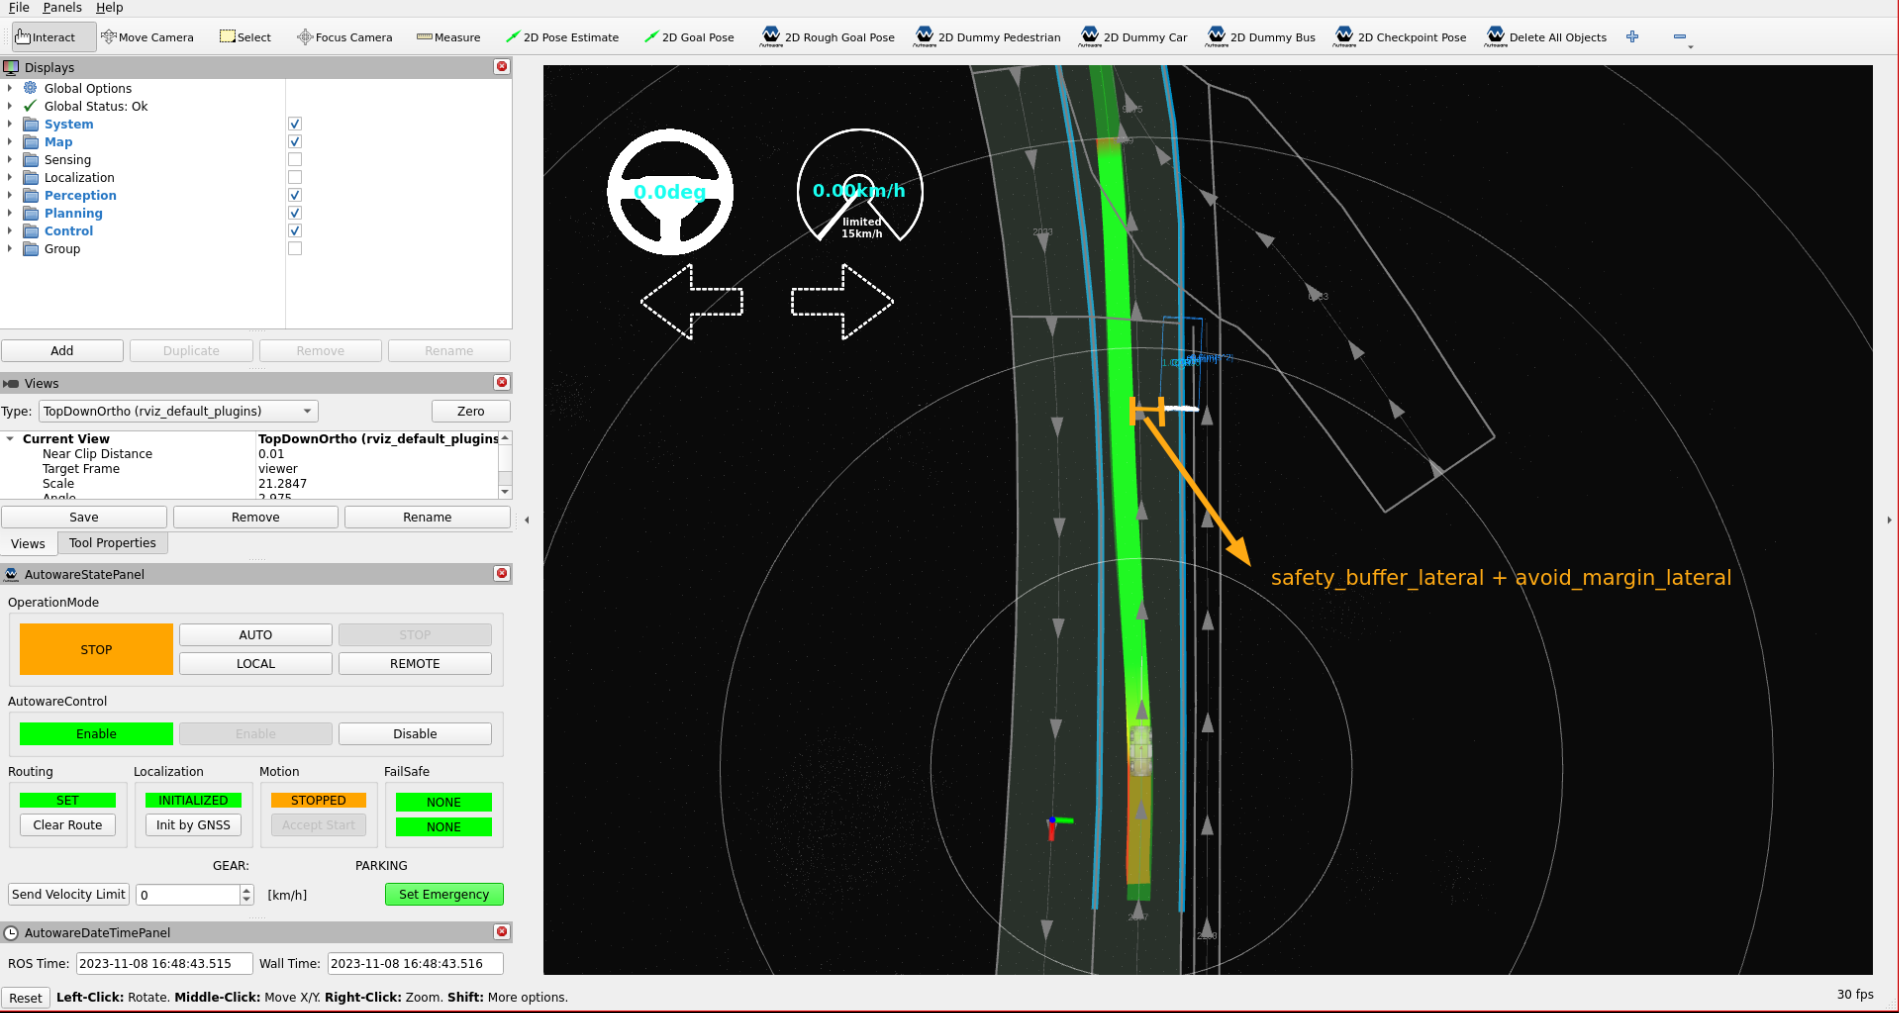 File Panels Help
Interact Move Camera Select Focus Camera Measure 2D Pose Estimate 2D Goal Pose 2D Rough Goal Pose 2D Dummy Pedestrian 2D Dummy Car 2D Dummy Bus 2D Checkpoint Pose Delete All Objects
Displays
Global Options
Global Status: Ok
System
Map
Sensing
Localization
Perception
Planning
Control
Group
Add Duplicate Remove Rename
Views
Type: TopDownOrtho (rviz_default_plugins) Zero
Current View TopDownOrtho (rviz_default_plugins
Near Clip Distance 0.01
Target Frame viewer
Scale 21.2847
Angle 2.975
Save Remove Rename
Views Tool Properties
AutowareStatePanel
OperationMode
STOP AUTO STOP
LOCAL REMOTE
AutowareControl
Enable Enable Disable
Routing Localization Motion FailSafe
SET INITIALIZED STOPPED NONE
Clear Route Init by GNSS Accept Start NONE
GEAR: PARKING
Send Velocity Limit 0 [km/h] Set Emergency
AutowareDateTimePanel
ROS Time: 2023-11-08 16:48:43.515 Wall Time: 2023-11-08 16:48:43.516
Reset Left-Click: Rotate. Middle-Click: Move X/Y. Right-Click: Zoom. Shift: More options. 30 fps
0.0deg
0.00km/h
limited
15km/h
safety_buffer_lateral + avoid_margin_lateral